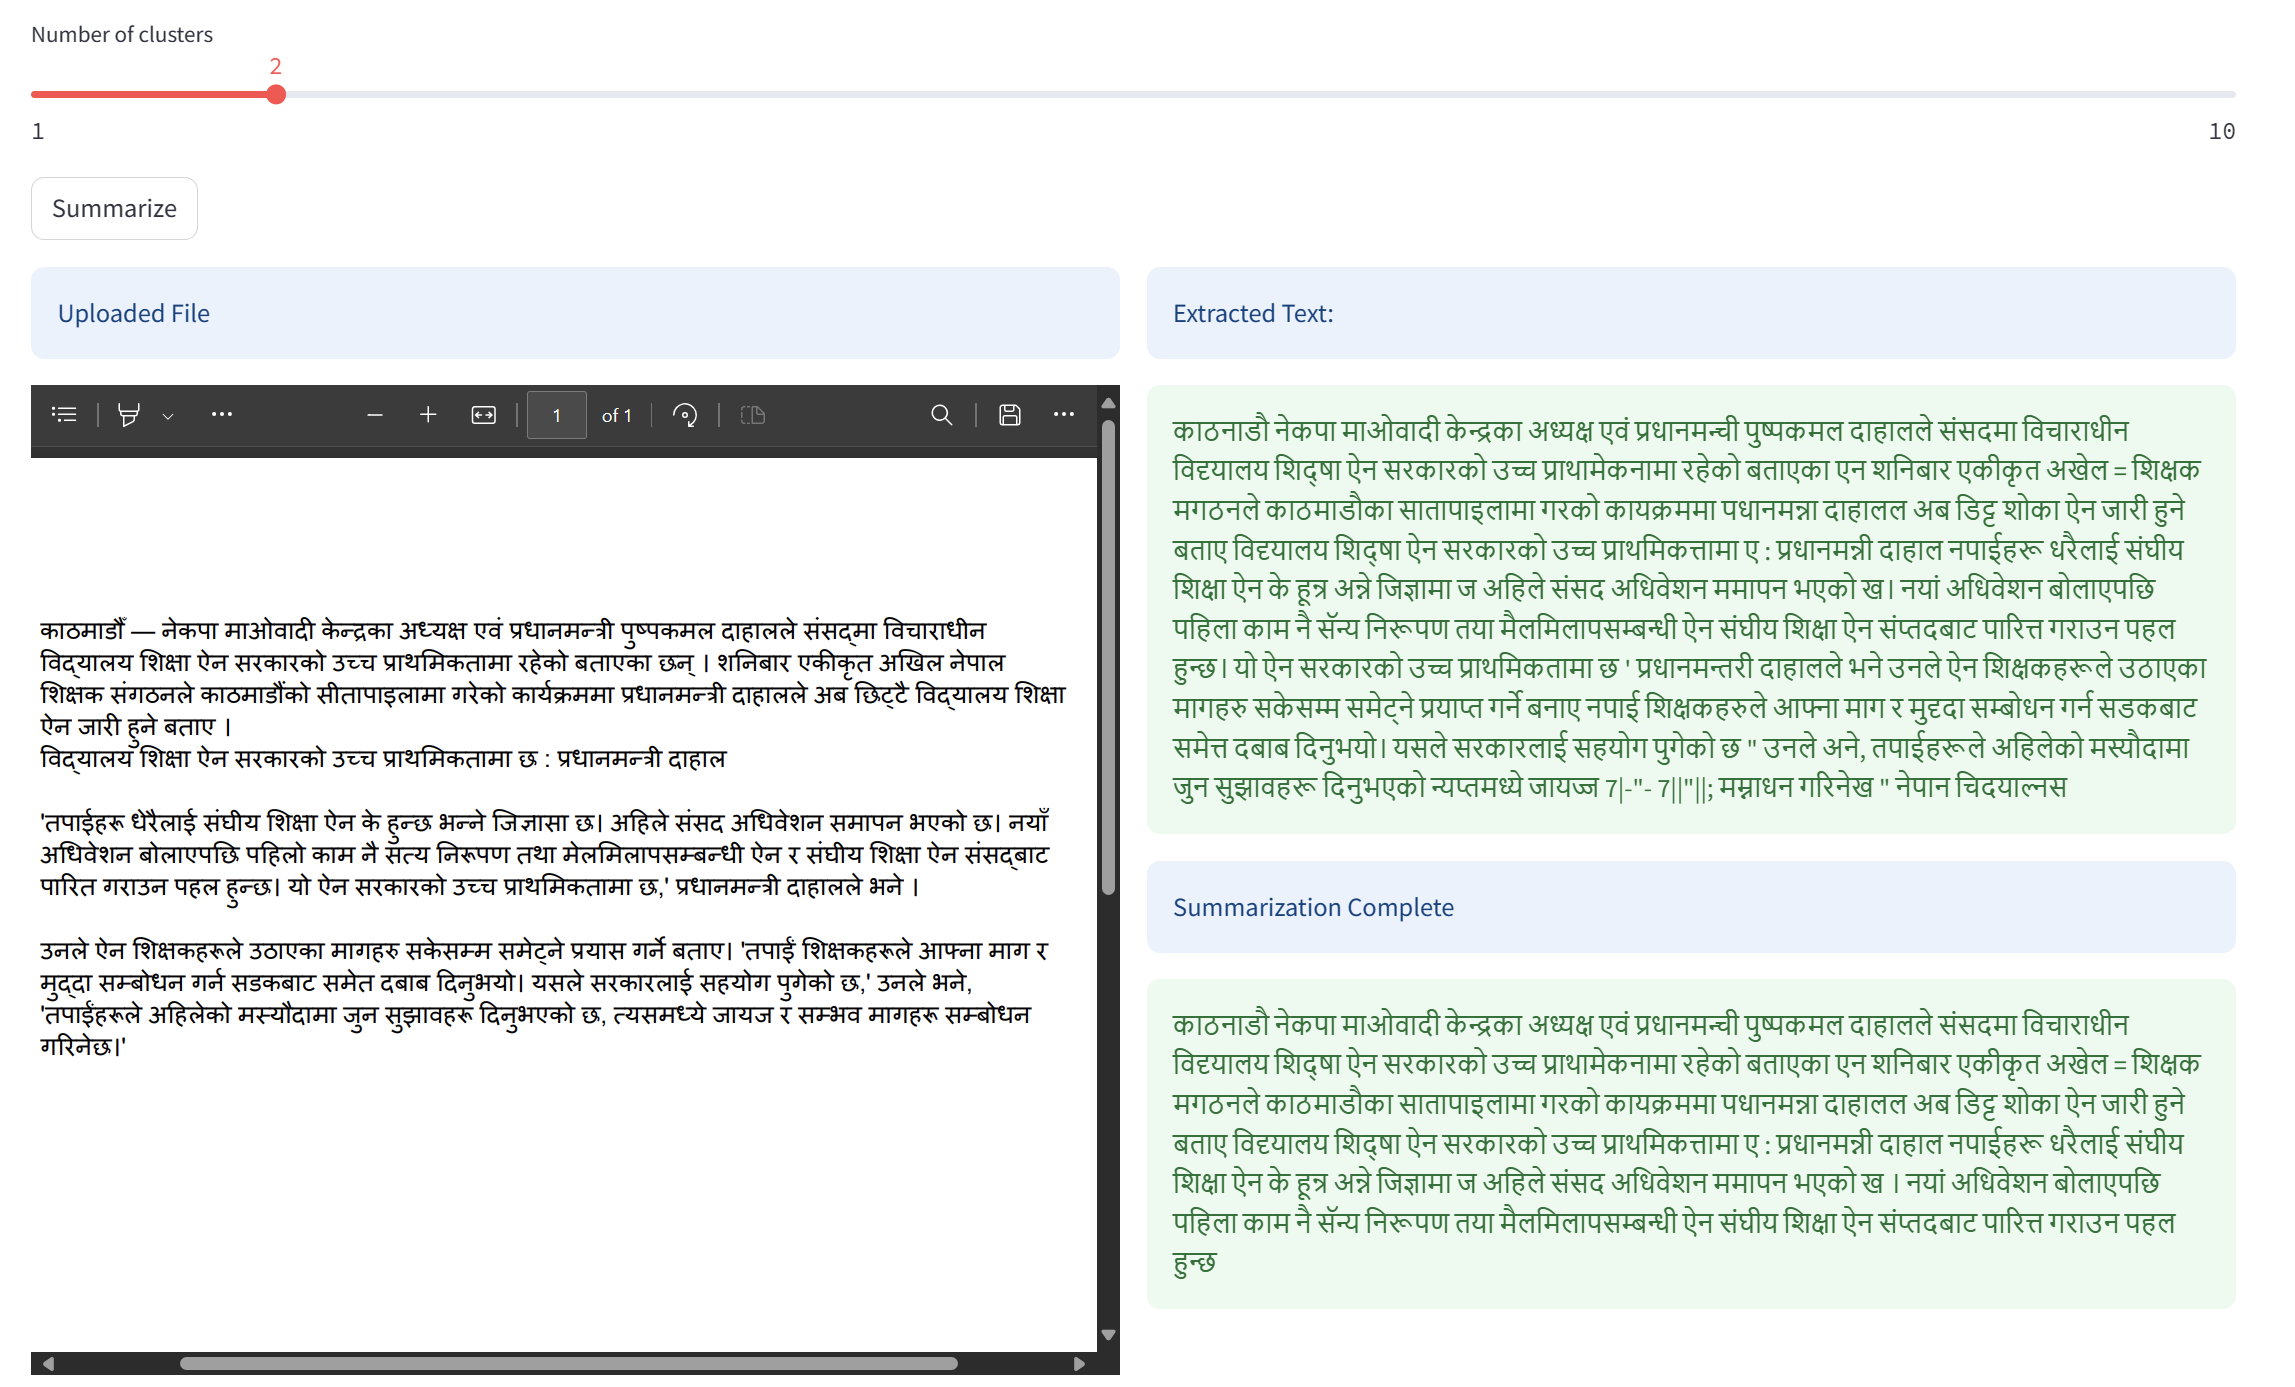 Number of clusters
2
1
10
Summarize
Uploaded File
1 of 1
काठमाडौँ — नेकपा माओवादी केन्द्रका अध्यक्ष एवं प्रधानमन्त्री पुष्पकमल दाहालले संसद्‌मा विचाराधीन
विद्यालय शिक्षा ऐन सरकारको उच्च प्राथमिकतामा रहेको बताएका छन् । शनिबार एकीकृत अखिल नेपाल
शिक्षक संगठनले काठमाडौंको सीतापाइलामा गरेको कार्यक्रममा प्रधानमन्त्री दाहालले अब छिट्टै विद्यालय शिक्षा
ऐन जारी हुने बताए ।
विद्यालय शिक्षा ऐन सरकारको उच्च प्राथमिकतामा छ : प्रधानमन्त्री दाहाल
'तपाईहरू धेरैलाई संघीय शिक्षा ऐन के हुन्छ भन्ने जिज्ञासा छ। अहिले संसद अधिवेशन समापन भएको छ। नयाँ
अधिवेशन बोलाएपछि पहिलो काम नै सत्य निरूपण तथा मेलमिलापसम्बन्धी ऐन र संघीय शिक्षा ऐन संसद्‌बाट
पारित गराउन पहल हुन्छ। यो ऐन सरकारको उच्च प्राथमिकतामा छ,' प्रधानमन्त्री दाहालले भने ।
उनले ऐन शिक्षकहरूले उठाएका मागहरु सकेसम्म समेट्ने प्रयास गर्ने बताए। 'तपाईं शिक्षकहरूले आफ्ना माग र
मुद्दा सम्बोधन गर्न सडकबाट समेत दबाब दिनुभयो। यसले सरकारलाई सहयोग पुगेको छ,' उनले भने,
'तपाईंहरूले अहिलेको मस्यौदामा जुन सुझावहरू दिनुभएको छ, त्यसमध्ये जायज र सम्भव मागहरू सम्बोधन
गरिनेछ।'
Extracted Text:
काठनाडौ नेकपा माओवादी केन्द्रका अध्यक्ष एवं प्रधानमन्ची पुष्पकमल दाहालले संसदमा विचाराधीन
विद्दयालय शिद्षा ऐन सरकारको उच्च प्राथामेकनामा रहेको बताएका एन शनिबार एकीकृत अखेल = शिक्षक
मगठनले काठमाडौका सातापाइलामा गरको कायक्रममा पधानमन्ना दाहालल अब डिट्ट शोका ऐन जारी हुने
बताए विद्दयालय शिद्षा ऐन सरकारको उच्च प्राथमिकत्तामा ए : प्रधानमन्नी दाहाल नपाईहरू धरैलाई संघीय
शिक्षा ऐन के हून्र अन्ने जिज्ञामा ज अहिले संसद अधिवेशन ममापन भएको ख। नयां अधिवेशन बोलाएपछि
पहिला काम नै सॅन्य निरूपण तया मैलमिलापसम्बन्धी ऐन संघीय शिक्षा ऐन संप्तदबाट पारित्त गराउन पहल
हुन्छ। यो ऐन सरकारको उच्च प्राथमिकतामा छ ' प्रधानमन्तरी दाहालले भने उनले ऐन शिक्षकहरूले उठाएका
मागहरु सकेसम्म समेट्ने प्रयाप्त गर्ने बनाए नपाई शिक्षकहरुले आफ्ना माग र मुद्दा सम्बोधन गर्न सडकबाट
समेत्त दबाब दिनुभयो। यसले सरकारलाई सहयोग पुगेको छ " उनले अने, तपाईहरूले अहिलेको मस्यौदामा
जुन सुझावहरू दिनुभएको न्यप्तमध्ये जायज्ज 7|-"- 7||"||; मम्नाधन गरिनेख " नेपान चिदयाल्नस
Summarization Complete
काठनाडौ नेकपा माओवादी केन्द्रका अध्यक्ष एवं प्रधानमन्ची पुष्पकमल दाहालले संसदमा विचाराधीन
विद्दयालय शिद्षा ऐन सरकारको उच्च प्राथामेकनामा रहेको बताएका एन शनिबार एकीकृत अखेल = शिक्षक
मगठनले काठमाडौका सातापाइलामा गरको कायक्रममा पधानमन्ना दाहालल अब डिट्ट शोका ऐन जारी हुने
बताए विद्दयालय शिद्षा ऐन सरकारको उच्च प्राथमिकत्तामा ए : प्रधानमन्नी दाहाल नपाईहरू धरैलाई संघीय
शिक्षा ऐन के हून्र अन्ने जिज्ञामा ज अहिले संसद अधिवेशन ममापन भएको ख । नयां अधिवेशन बोलाएपछि
पहिला काम नै सॅन्य निरूपण तया मैलमिलापसम्बन्धी ऐन संघीय शिक्षा ऐन संप्तदबाट पारित्त गराउन पहल
हुन्छ